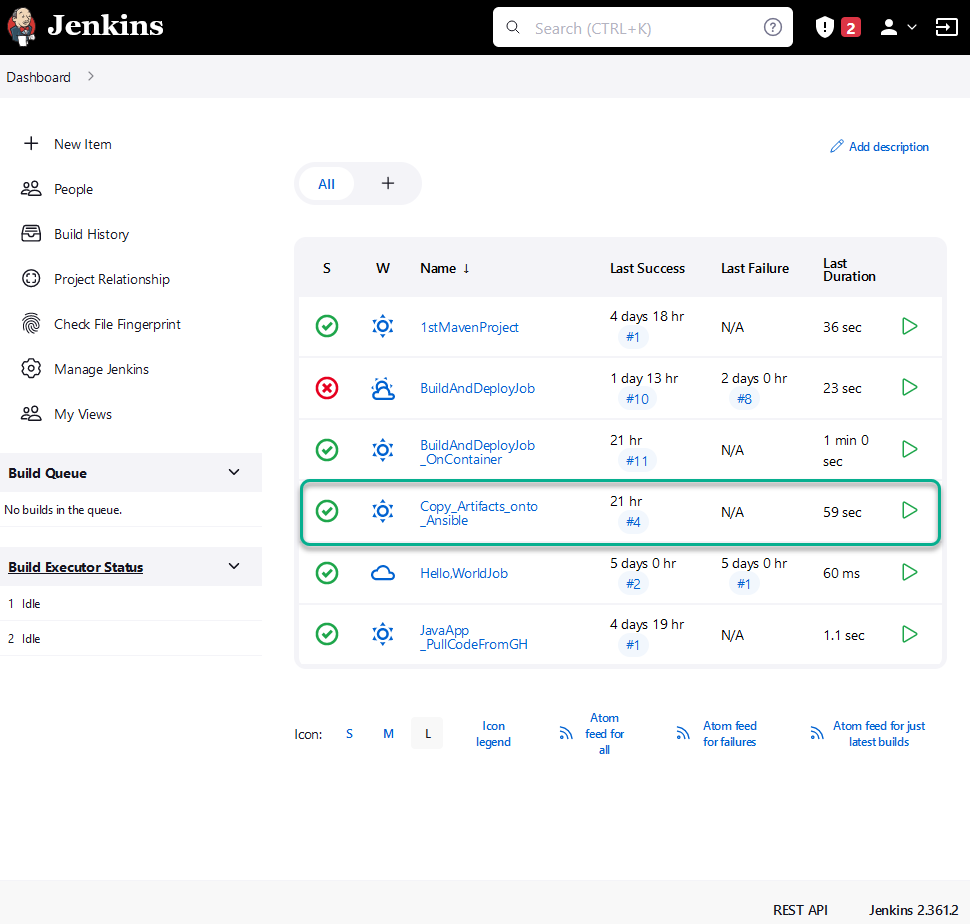 Jenkins
Search (CTRL+K)
2
Dashboard
New Item
People
Build History
Project Relationship
Check File Fingerprint
Manage Jenkins
My Views
Build Queue
No builds in the queue.
Build Executor Status
1 Idle
2 Idle
Add description
All
S W Name ↓ Last Success Last Failure Last Duration
1stMavenProject 4 days 18 hr #1 N/A 36 sec
BuildAndDeployJob 1 day 13 hr #10 2 days 0 hr #8 23 sec
BuildAndDeployJob_OnContainer 21 hr #11 N/A 1 min 0 sec
Copy_Artifacts_onto_Ansible 21 hr #4 N/A 59 sec
Hello,WorldJob 5 days 0 hr #2 5 days 0 hr #1 60 ms
JavaApp_PullCodeFromGH 4 days 19 hr #1 N/A 1.1 sec
Icon: S M L
Icon legend
Atom feed for all
Atom feed for failures
Atom feed for just latest builds
REST API
Jenkins 2.361.2